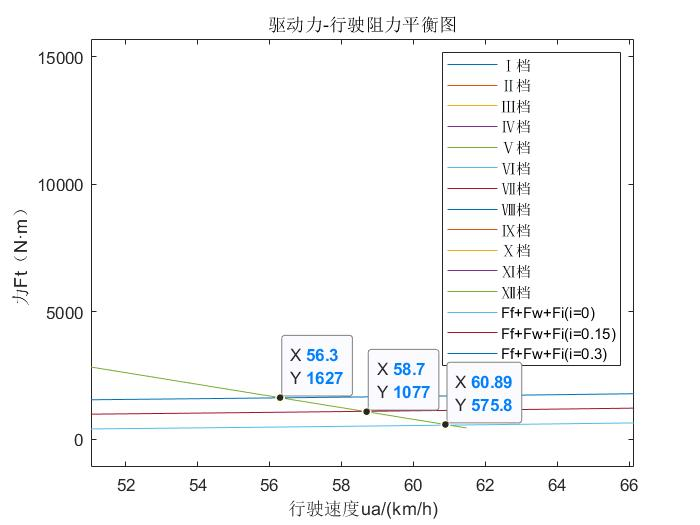 驱动力-行驶阻力平衡图
15000
10000
5000
0
力Ft（N·m）
Ⅰ档
Ⅱ档
Ⅲ档
Ⅳ档
Ⅴ档
Ⅵ档
Ⅶ档
Ⅷ档
Ⅸ档
Ⅹ档
Ⅺ档
Ⅻ档
Ff+Fw+Fi(i=0)
Ff+Fw+Fi(i=0.15)
Ff+Fw+Fi(i=0.3)
X 56.3
Y 1627
X 58.7
Y 1077
X 60.89
Y 575.8
52 54 56 58 60 62 64 66
行驶速度ua/(km/h)